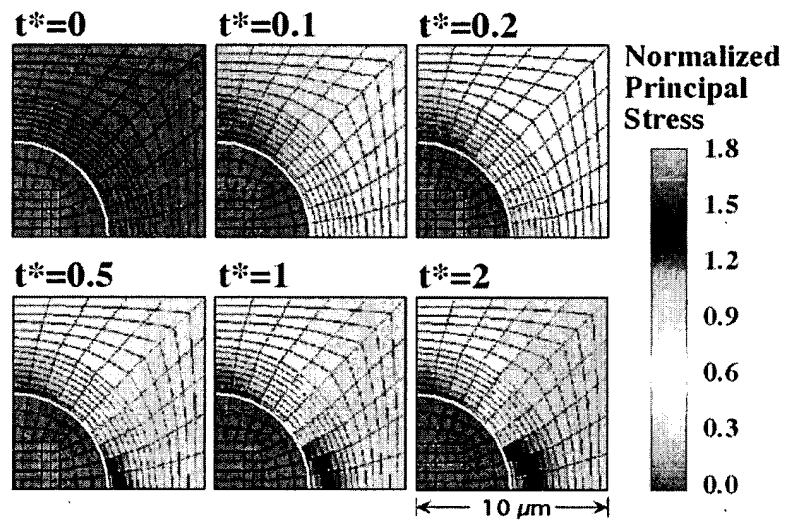 t*=0 t*=0.1 t*=0.2
Normalized
Principal
Stress
1.8
1.5
1.2
0.9
0.6
0.3
0.0
t*=0.5 t*=1 t*=2
10 μm